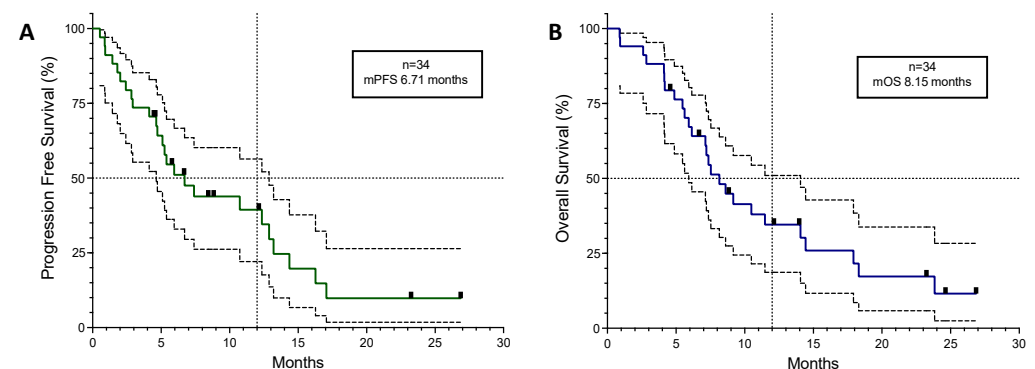 A
Progression Free Survival (%)
100
75
50
25
0
n=34
mPFS 6.71 months
0 5 10 15 20 25 30
Months
B
Overall Survival (%)
100
75
50
25
0
n=34
mOS 8.15 months
0 5 10 15 20 25 30
Months